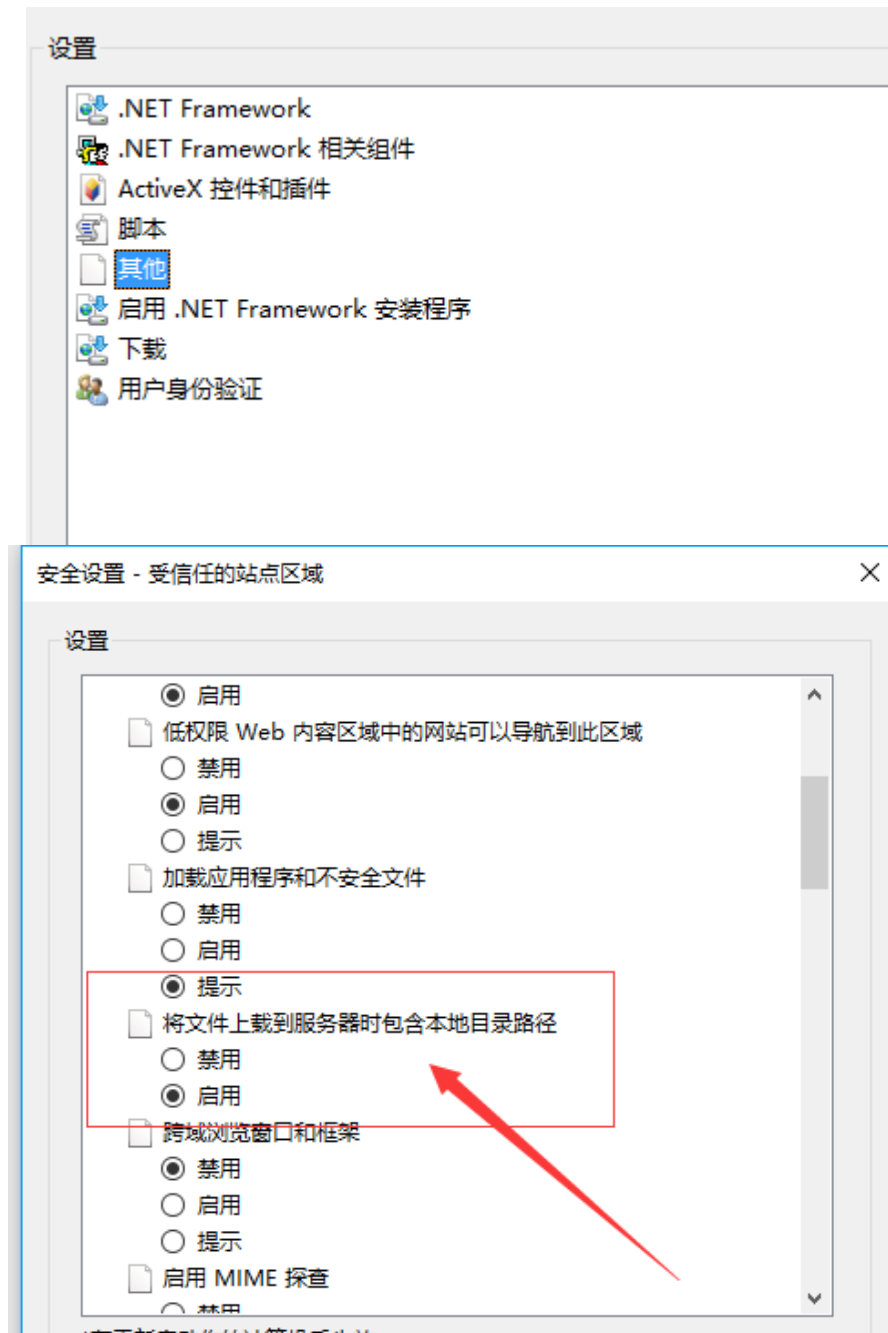 设置
.NET Framework
.NET Framework 相关组件
ActiveX 控件和插件
脚本
其他
启用 .NET Framework 安装程序
下载
用户身份验证
安全设置 - 受信任的站点区域
设置
启用
低权限 Web 内容区域中的网站可以导航到此区域
禁用
启用
提示
加载应用程序和不安全文件
禁用
启用
提示
将文件上载到服务器时包含本地目录路径
禁用
启用
跨域浏览窗口和框架
禁用
启用
提示
启用 MIME 探查
禁用